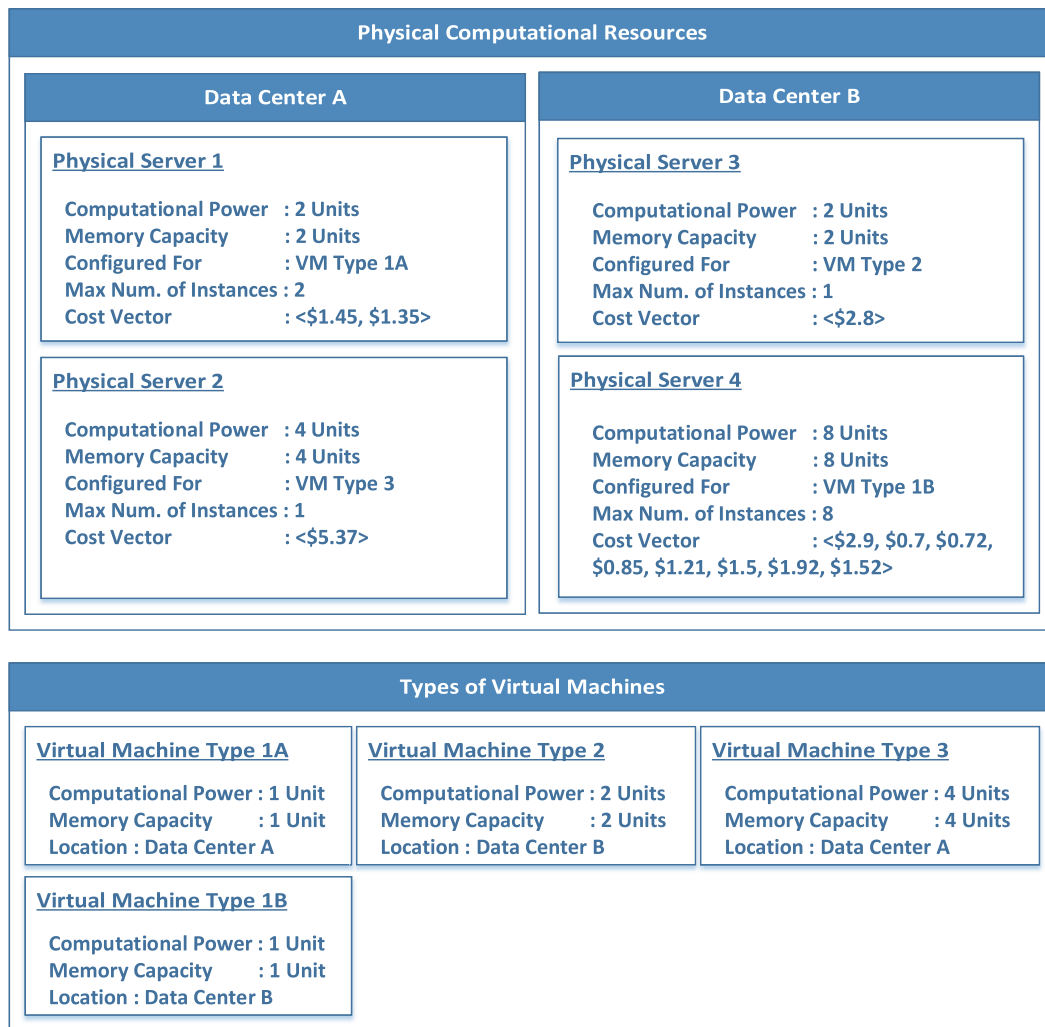 Physical Computational Resources
Data Center A
Physical Server 1
Computational Power : 2 Units
Memory Capacity : 2 Units
Configured For : VM Type 1A
Max Num. of Instances : 2
Cost Vector : <$1.45, $1.35>
Physical Server 2
Computational Power : 4 Units
Memory Capacity : 4 Units
Configured For : VM Type 3
Max Num. of Instances : 1
Cost Vector : <$5.37>
Data Center B
Physical Server 3
Computational Power : 2 Units
Memory Capacity : 2 Units
Configured For : VM Type 2
Max Num. of Instances : 1
Cost Vector : <$2.8>
Physical Server 4
Computational Power : 8 Units
Memory Capacity : 8 Units
Configured For : VM Type 1B
Max Num. of Instances : 8
Cost Vector : <$2.9, $0.7, $0.72,
$0.85, $1.21, $1.5, $1.92, $1.52>
Types of Virtual Machines
Virtual Machine Type 1A
Computational Power : 1 Unit
Memory Capacity : 1 Unit
Location : Data Center A
Virtual Machine Type 2
Computational Power : 2 Units
Memory Capacity : 2 Units
Location : Data Center B
Virtual Machine Type 3
Computational Power : 4 Units
Memory Capacity : 4 Units
Location : Data Center A
Virtual Machine Type 1B
Computational Power : 1 Unit
Memory Capacity : 1 Unit
Location : Data Center B